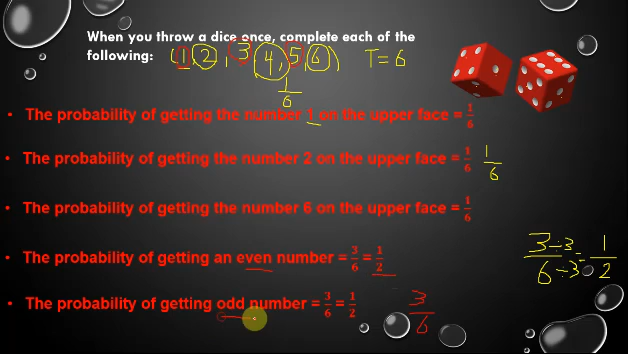 When you throw a dice once, complete each of the
following: (1, 2, 3, 4, 5, 6) T = 6
1/6
• The probability of getting the number 1 on the upper face = 1/6
• The probability of getting the number 2 on the upper face = 1/6 1/6
• The probability of getting the number 6 on the upper face = 1/6
3÷3/6÷3 = 1/2
• The probability of getting an even number = 3/6 = 1/2
• The probability of getting odd number = 3/6 = 1/2 3/6